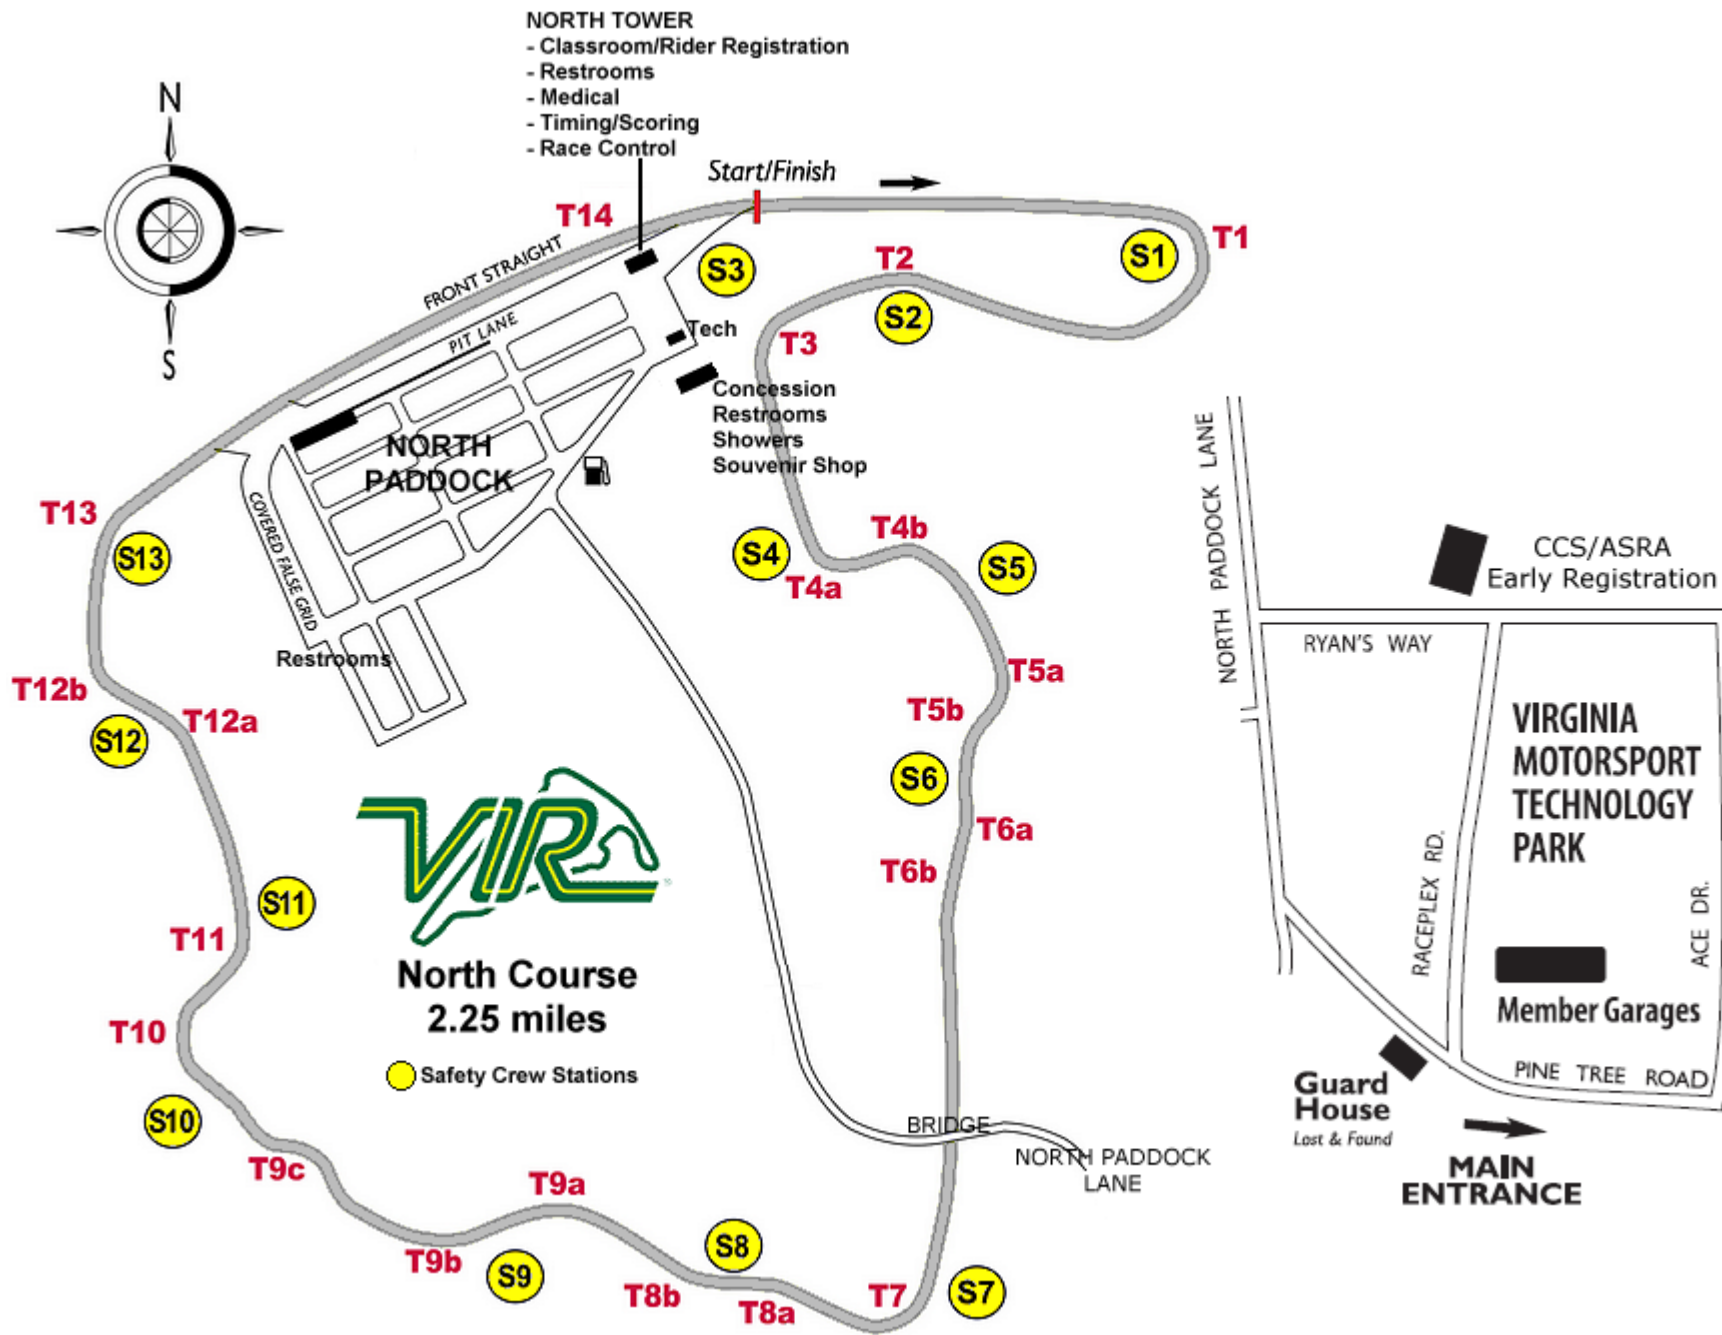 NORTH TOWER
- Classroom/Rider Registration
- Restrooms
- Medical
- Timing/Scoring
- Race Control
N
S
Start/Finish
T14
FRONT STRAIGHT
PIT LANE
S3
T2
S2
S1
T1
Tech
T3
Concession
Restrooms
Showers
Souvenir Shop
NORTH
PADDOCK
COVERED FALSE GRID
Restrooms
T13
S13
T12b
T12a
S12
S4
T4a
T4b
S5
T5a
T5b
S6
T6a
T6b
S11
T11
T10
S10
VIR
North Course
2.25 miles
Safety Crew Stations
BRIDGE
NORTH PADDOCK
LANE
T9c
T9a
T9b
S9
S8
T8b
T8a
T7
S7
NORTH PADDOCK LANE
CCS/ASRA
Early Registration
RYAN'S WAY
VIRGINIA
MOTORSPORT
TECHNOLOGY
PARK
RACEPLEX RD.
ACE DR.
Member Garages
PINE TREE ROAD
Guard
House
Lost & Found
MAIN
ENTRANCE